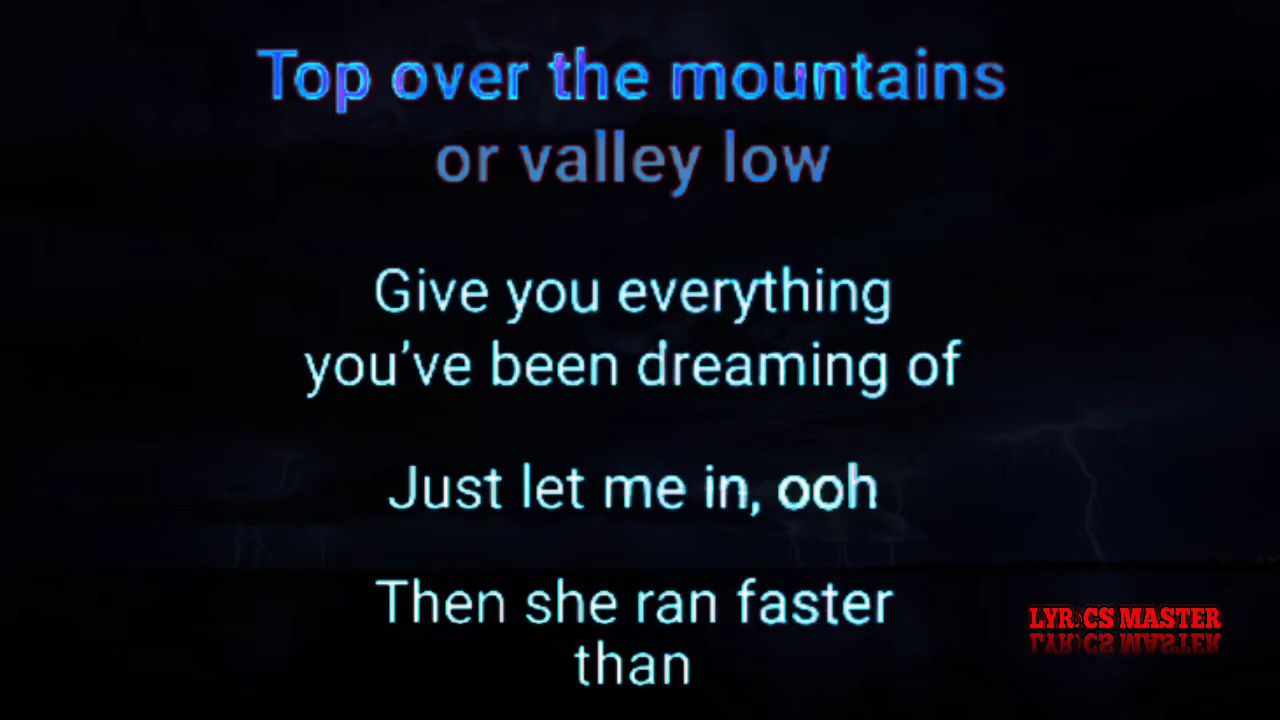 Top over the mountains
or valley low
Give you everything
you’ve been dreaming of
Just let me in, ooh
Then she ran faster
than
LYRICS MASTER